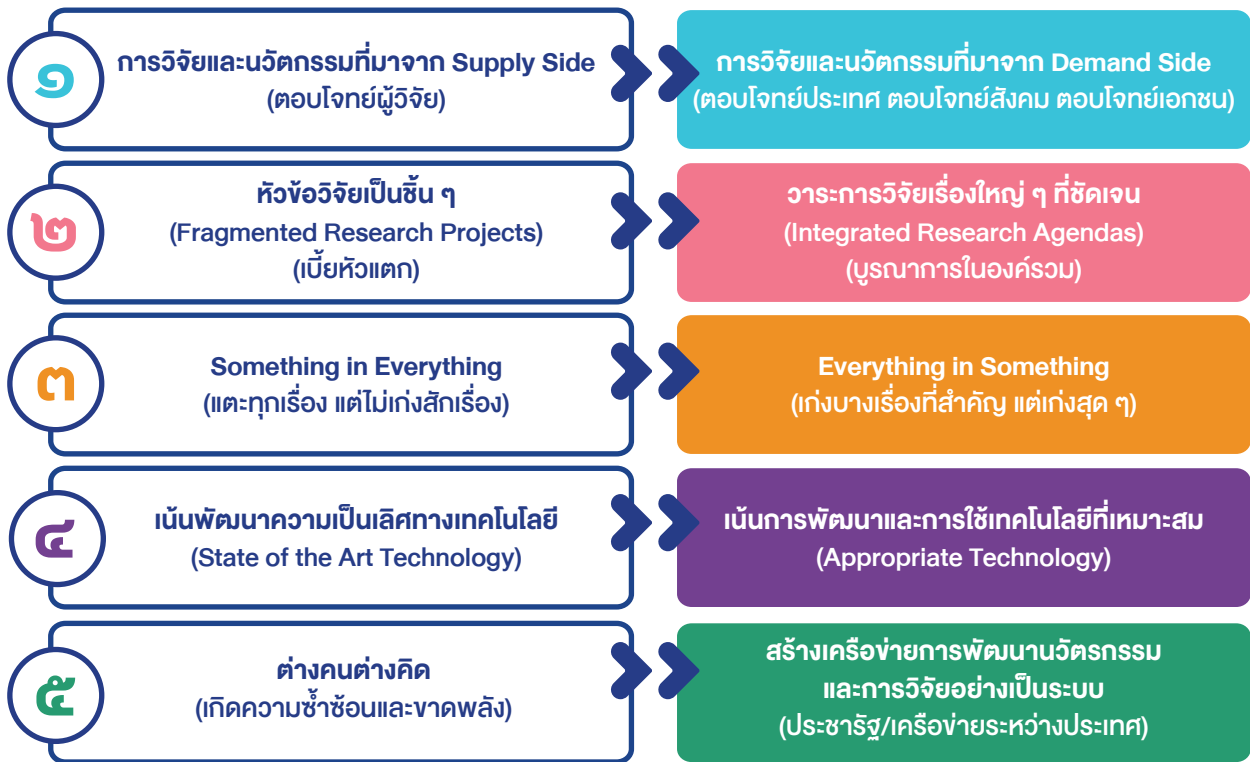 ๑
การวิจัยและนวัตกรรมที่มาจาก Supply Side
(ตอบโจทย์ผู้วิจัย)
การวิจัยและนวัตกรรมที่มาจาก Demand Side
(ตอบโจทย์ประเทศ ตอบโจทย์สังคม ตอบโจทย์เอกชน)
๒
หัวข้อวิจัยเป็นชิ้น ๆ
(Fragmented Research Projects)
(เบี้ยหัวแตก)
วาระการวิจัยเรื่องใหญ่ ๆ ที่ชัดเจน
(Integrated Research Agendas)
(บูรณาการในองค์รวม)
๓
Something in Everything
(แตะทุกเรื่อง แต่ไม่เก่งสักเรื่อง)
Everything in Something
(เก่งบางเรื่องที่สำคัญ แต่เก่งสุด ๆ)
๔
เน้นพัฒนาความเป็นเลิศทางเทคโนโลยี
(State of the Art Technology)
เน้นการพัฒนาและการใช้เทคโนโลยีที่เหมาะสม
(Appropriate Technology)
๕
ต่างคนต่างคิด
(เกิดความซ้ำซ้อนและขาดพลัง)
สร้างเครือข่ายการพัฒนานวัตรกรรม
และการวิจัยอย่างเป็นระบบ
(ประชารัฐ/เครือข่ายระหว่างประเทศ)